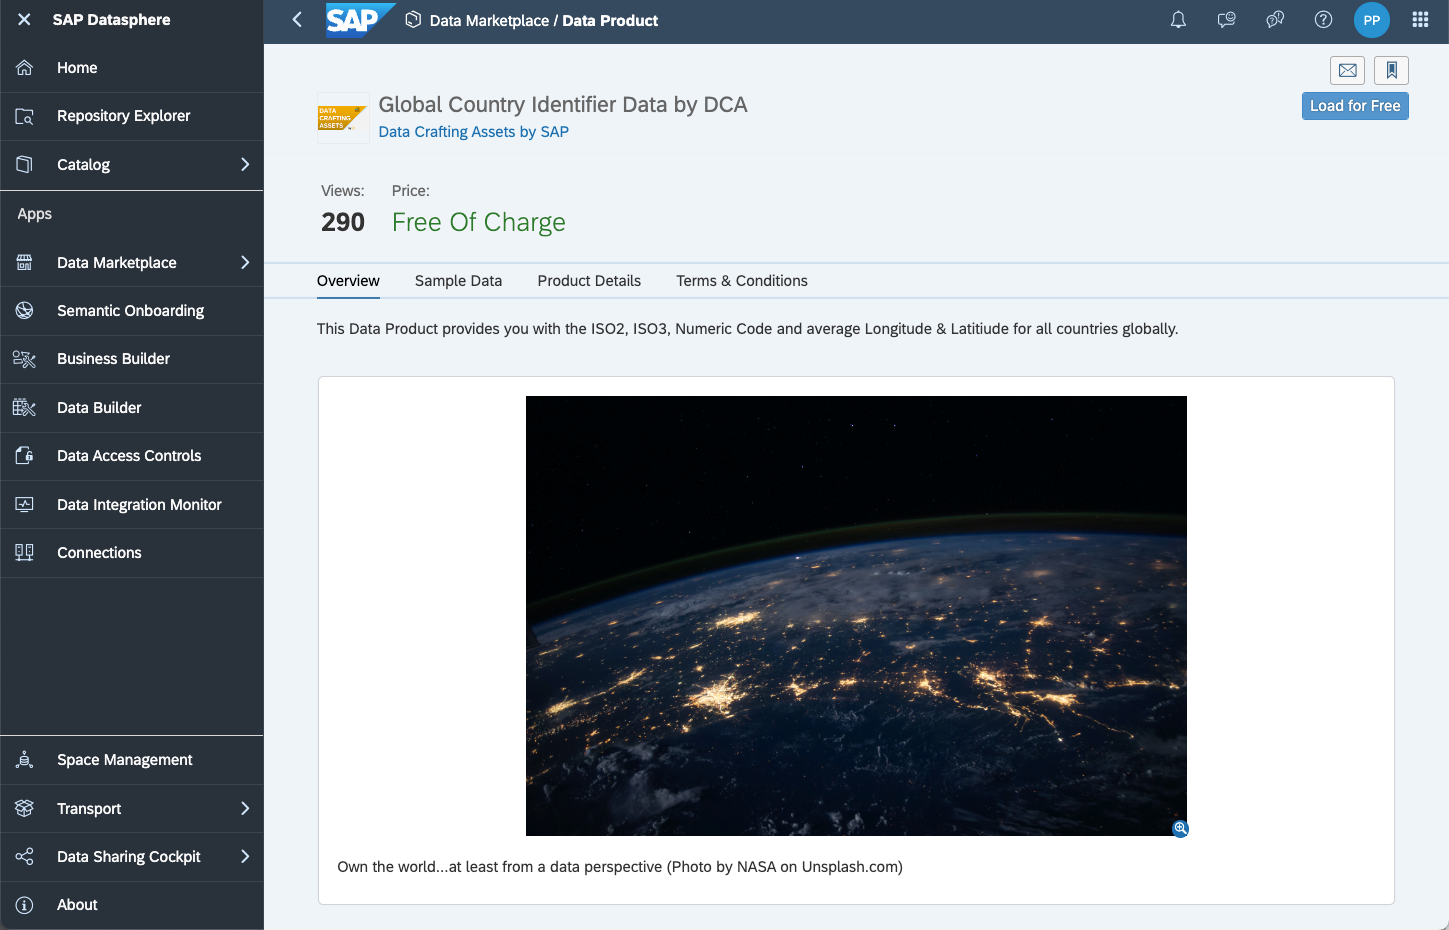 SAP Datasphere
Home
Repository Explorer
Catalog
Apps
Data Marketplace
Semantic Onboarding
Business Builder
Data Builder
Data Access Controls
Data Integration Monitor
Connections
Space Management
Transport
Data Sharing Cockpit
About
SAP
Data Marketplace / Data Product
PP
DATA
CRAFTING
ASSETS
Global Country Identifier Data by DCA
Data Crafting Assets by SAP
Load for Free
Views: Price:
290 Free Of Charge
Overview Sample Data Product Details Terms & Conditions
This Data Product provides you with the ISO2, ISO3, Numeric Code and average Longitude & Latitiude for all countries globally.
Own the world...at least from a data perspective (Photo by NASA on Unsplash.com)